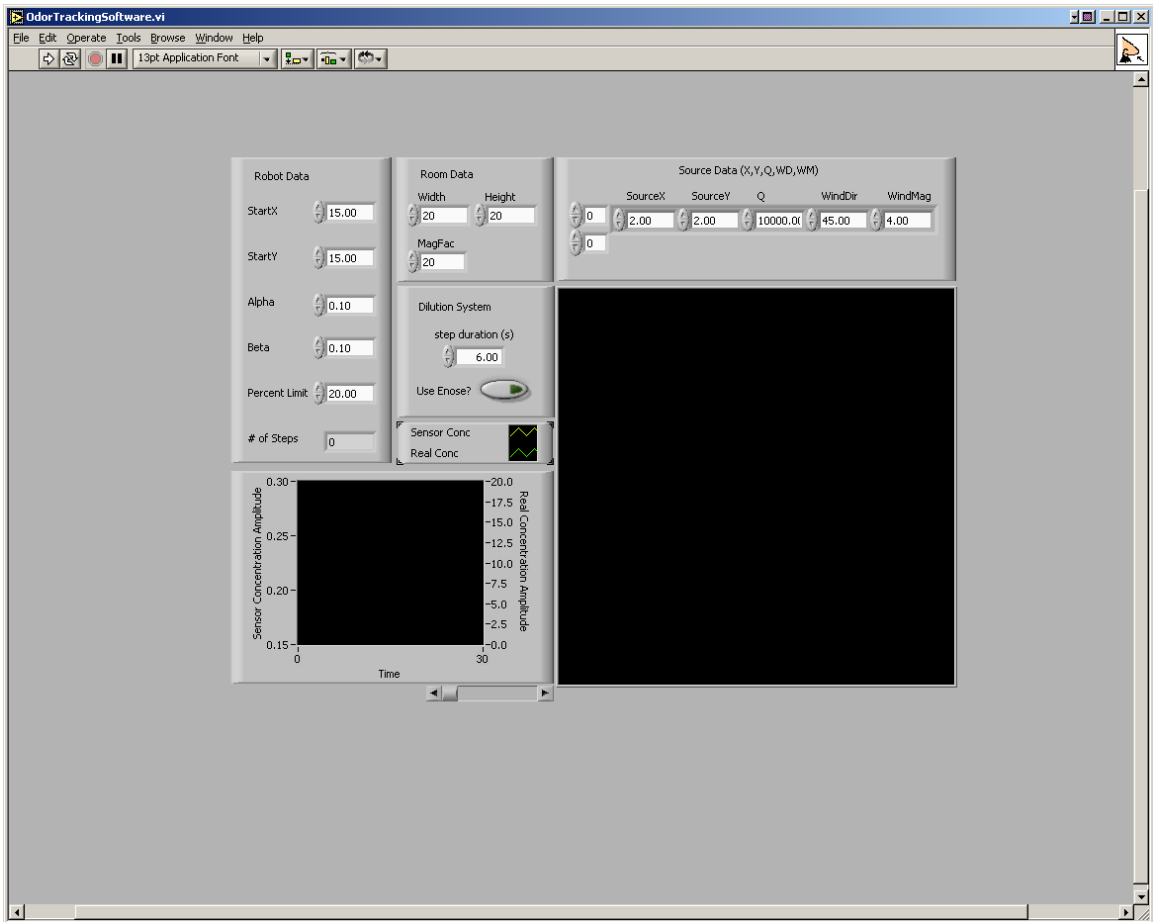 OdorTrackingSoftware.vi
File Edit Operate Tools Browse Window Help
13pt Application Font
Robot Data
StartX 15.00
StartY 15.00
Alpha 0.10
Beta 0.10
Percent Limit 20.00
# of Steps 0
Room Data
Width Height
20 20
MagFac
20
Source Data (X,Y,Q,WD,WM)
SourceX SourceY Q WindDir WindMag
0 2.00 2.00 10000.0( 45.00 4.00
0
Dilution System
step duration (s)
6.00
Use Enose?
Sensor Conc
Real Conc
Sensor Concentration Amplitude
0.30
0.25
0.20
0.15
20.0
17.5
15.0
12.5
10.0
7.5
5.0
2.5
0.0
Real Concentration Amplitude
0 30
Time